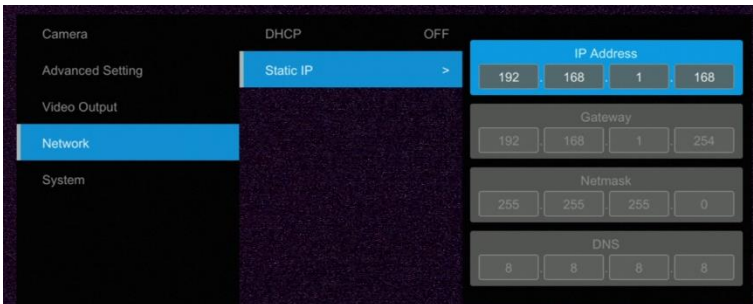 Camera
Advanced Setting
Video Output
Network
System
DHCP OFF
Static IP >
IP Address
192 . 168 . 1 . 168
Gateway
192 . 168 . 1 . 254
Netmask
255 . 255 . 255 . 0
DNS
8 . 8 . 8 . 8